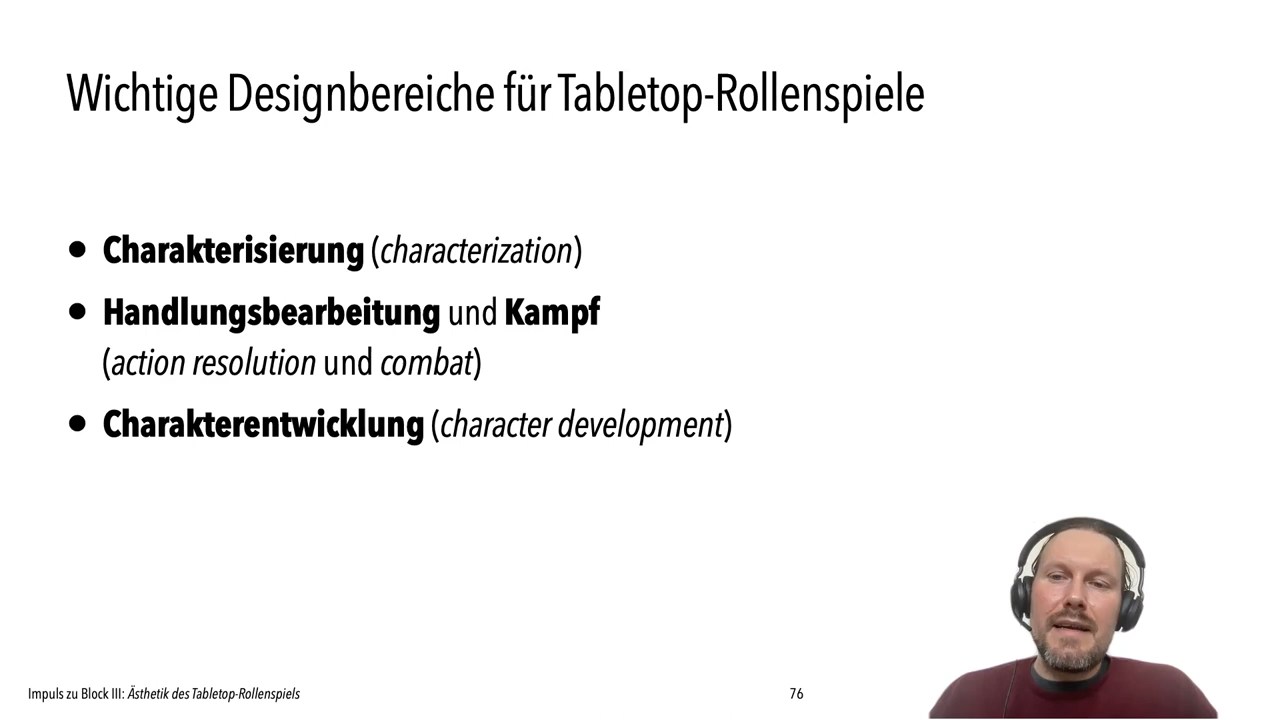 Wichtige Designbereiche für Tabletop-Rollenspiele
• Charakterisierung (characterization)
• Handlungsbearbeitung und Kampf
(action resolution und combat)
• Charakterentwicklung (character development)
Impuls zu Block III: Ästhetik des Tabletop-Rollenspiels
76